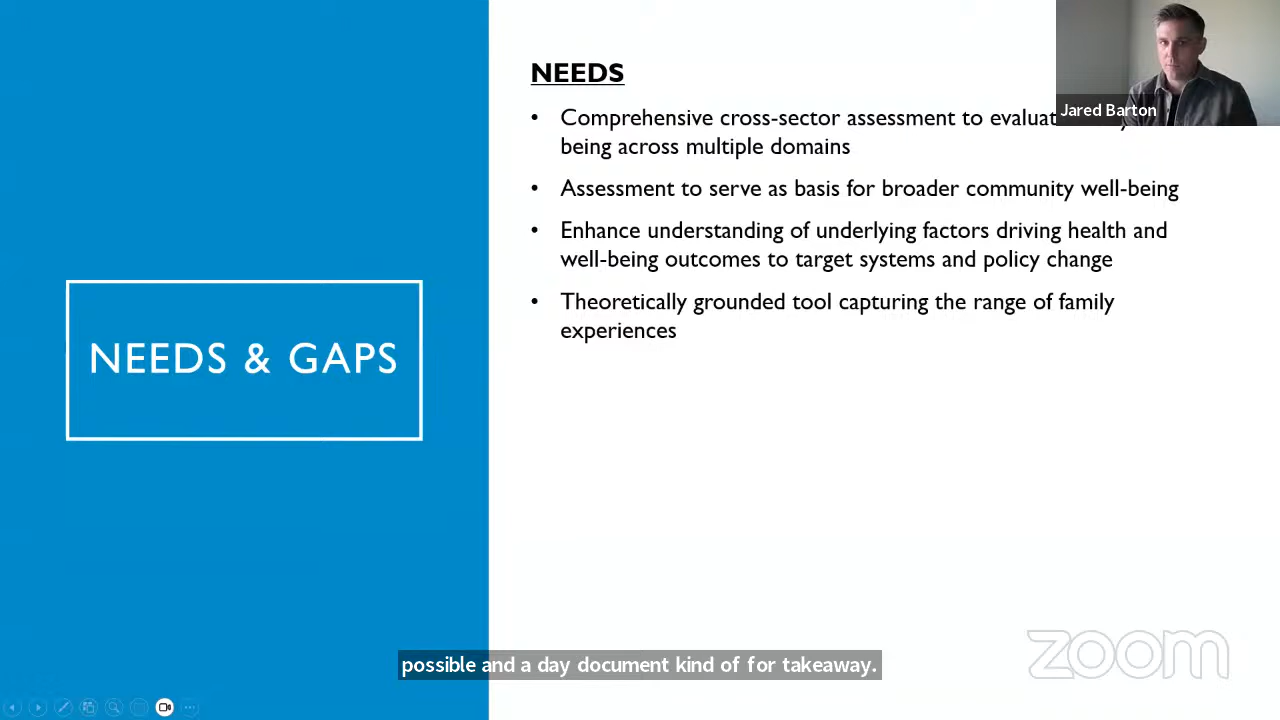 NEEDS & GAPS
NEEDS
• Comprehensive cross-sector assessment to
being across multiple domains
• Assessment to serve as basis for broader community well-being
• Enhance understanding of underlying factors driving health and
well-being outcomes to target systems and policy change
• Theoretically grounded tool capturing the range of family
experiences
Jared Barton
possible and a day document kind of for takeaway.
zoom